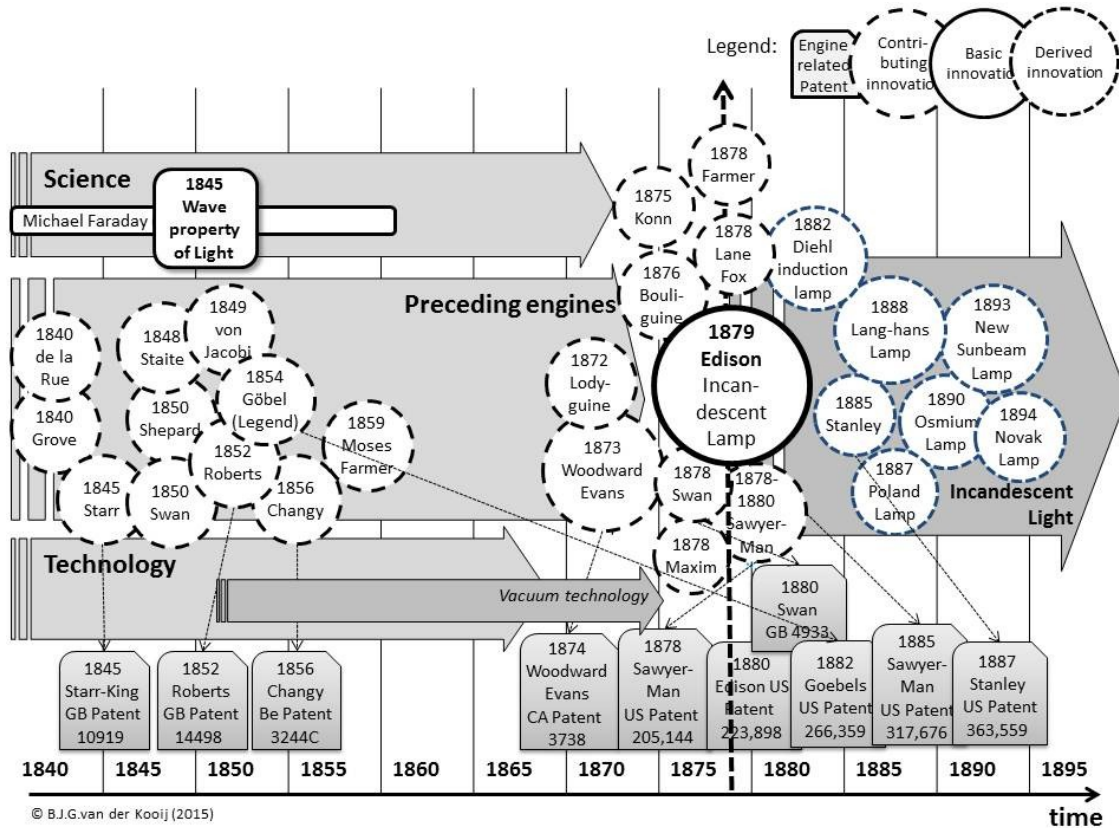 Legend:
Engine
related
Patent
Contri-
buting
innovatio
Basic
innovatio
Derived
innovation
Science
Michael Faraday
1845
Wave
property
of Light
Preceding engines
1840
de la
Rue
1840
Grove
1848
Staite
1849
von
Jacobi
1850
Shepard
1854
Göbel
(Legend)
1852
Roberts
1845
Starr
1850
Swan
1856
Changy
1859
Moses
Farmer
1878
Farmer
1875
Konn
1878
Lane
Fox
1876
Bouli-
guine
1872
Lody-
guine
1873
Woodward
Evans
1879
Edison
Incan-
descent
Lamp
1878
Swan
1878-
1880
Sawyer-
Man
1878
Maxim
1882
Diehl
induction
lamp
1888
Lang-hans
Lamp
1893
New
Sunbeam
Lamp
1885
Stanley
1890
Osmium
Lamp
1894
Novak
Lamp
1887
Poland
Lamp
Incandescent
Light
Technology
Vacuum technology
1845
Starr-King
GB Patent
10919
1852
Roberts
GB Patent
14498
1856
Changy
Be Patent
3244C
1874
Woodward
Evans
CA Patent
3738
1878
Sawyer-
Man
US Patent
205,144
1880
Edison US
Patent
223,898
1880
Swan
GB 4933
1882
Goebels
US Patent
266,359
1885
Sawyer-
Man
US Patent
317,676
1887
Stanley
US Patent
363,559
1840 1845 1850 1855 1860 1865 1870 1875 1880 1885 1890 1895
© B.J.G.van der Kooij (2015)
time